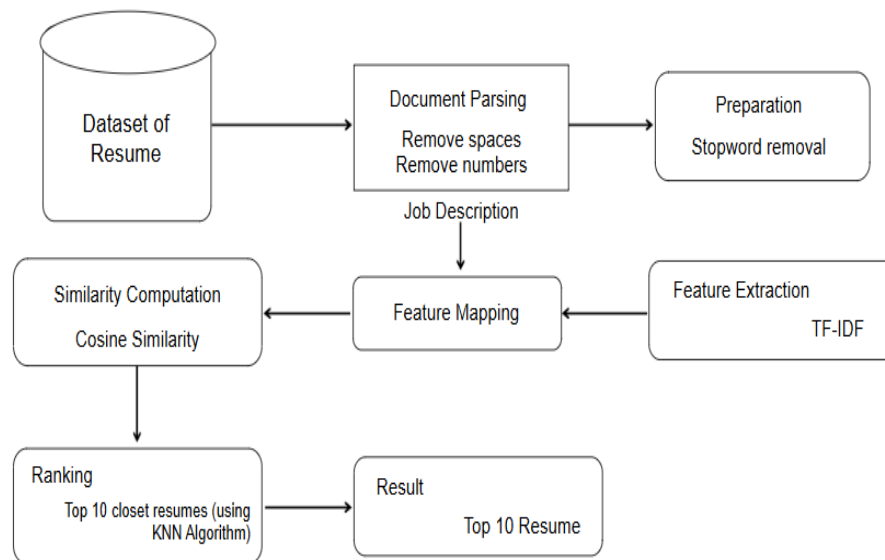 Dataset of
Resume
Document Parsing
Remove spaces
Remove numbers
Preparation
Stopword removal
Job Description
Similarity Computation
Cosine Similarity
Feature Mapping
Feature Extraction
TF-IDF
Ranking
Top 10 closet resumes (using
KNN Algorithm)
Result
Top 10 Resume